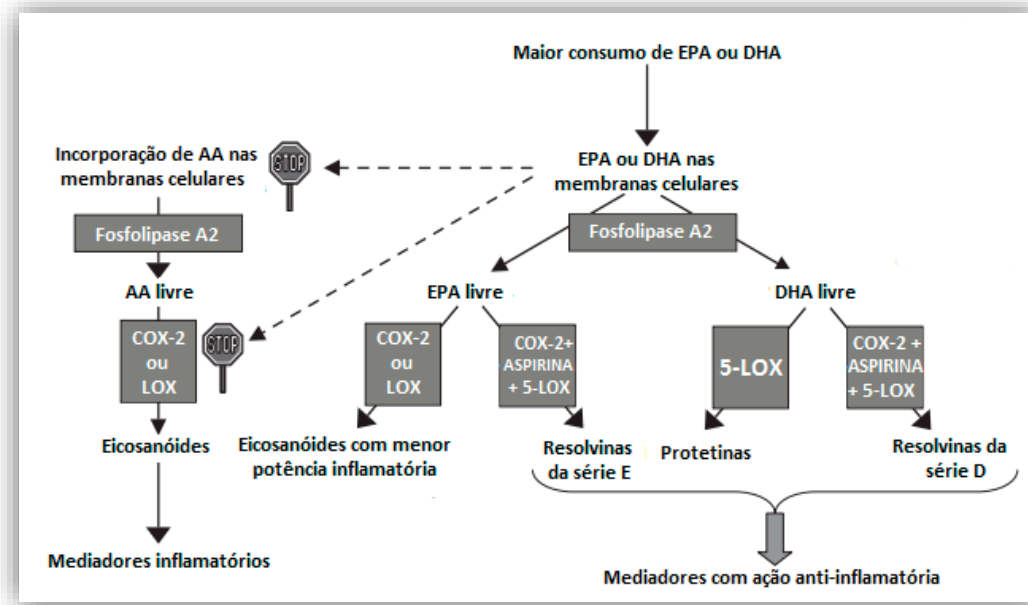 Maior consumo de EPA ou DHA
Incorporação de AA nas
membranas celulares
STOP
EPA ou DHA nas
membranas celulares
Fosfolipase A2
Fosfolipase A2
AA livre
EPA livre
DHA livre
COX-2
ou
LOX
STOP
COX-2
ou
LOX
COX-2+
ASPIRINA
+ 5-LOX
5-LOX
COX-2 +
ASPIRINA
+ 5-LOX
Eicosanóides
Eicosanóides com menor
potência inflamatória
Resolvinas
da série E
Protetinas
Resolvinas da
série D
Mediadores inflamatórios
Mediadores com ação anti-inflamatória